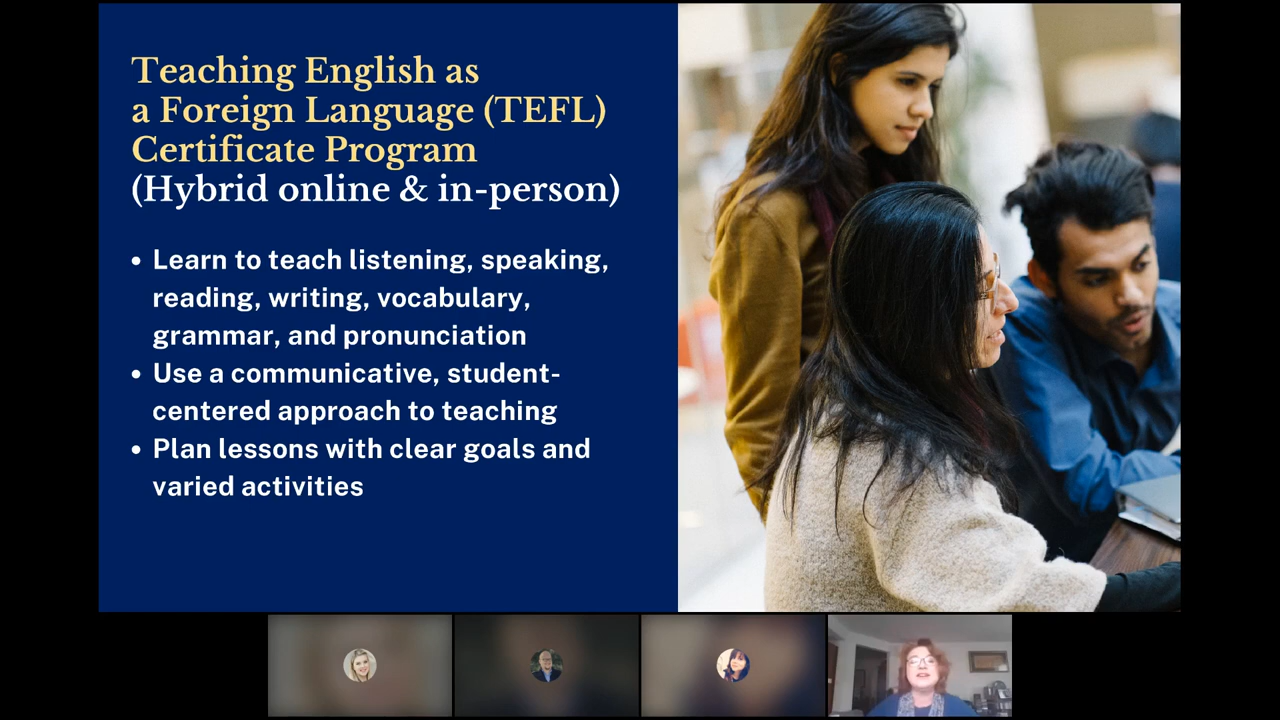 Teaching English as
a Foreign Language (TEFL)
Certificate Program
(Hybrid online & in-person)
• Learn to teach listening, speaking,
reading, writing, vocabulary,
grammar, and pronunciation
• Use a communicative, student-
centered approach to teaching
• Plan lessons with clear goals and
varied activities